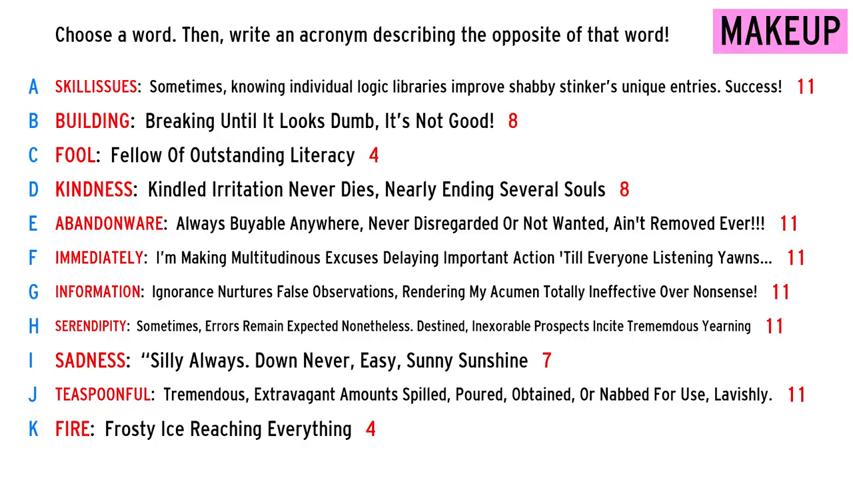 Choose a word. Then, write an acronym describing the opposite of that word! MAKEUP
A SKILLISSUES: Sometimes, knowing individual logic libraries improve shabby stinker's unique entries. Success! 11
B BUILDING: Breaking Until It Looks Dumb, It's Not Good! 8
C FOOL: Fellow Of Outstanding Literacy 4
D KINDNESS: Kindled Irritation Never Dies, Nearly Ending Several Souls 8
E ABANDONWARE: Always Buyable Anywhere, Never Disregarded Or Not Wanted, Ain't Removed Ever!!! 11
F IMMEDIATELY: I'm Making Multitudinous Excuses Delaying Important Action 'Till Everyone Listening Yawns... 11
G INFORMATION: Ignorance Nurtures False Observations, Rendering My Acumen Totally Ineffective Over Nonsense! 11
H SERENDIPITY: Sometimes, Errors Remain Expected Nonetheless. Destined, Inexorable Prospects Incite Trememdous Yearning 11
I SADNESS: “Silly Always. Down Never, Easy, Sunny Sunshine 7
J TEASPOONFUL: Tremendous, Extravagant Amounts Spilled, Poured, Obtained, Or Nabbed For Use, Lavishly. 11
K FIRE: Frosty Ice Reaching Everything 4